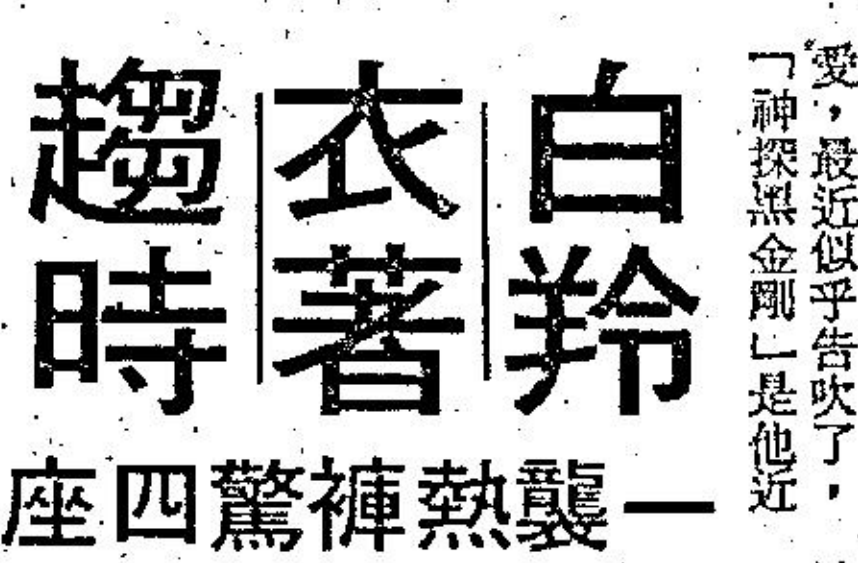 愛，最近似乎告吹了，
「神探黑金剛」是他近
白羚
衣著
趨時
一襲熱褲驚四座